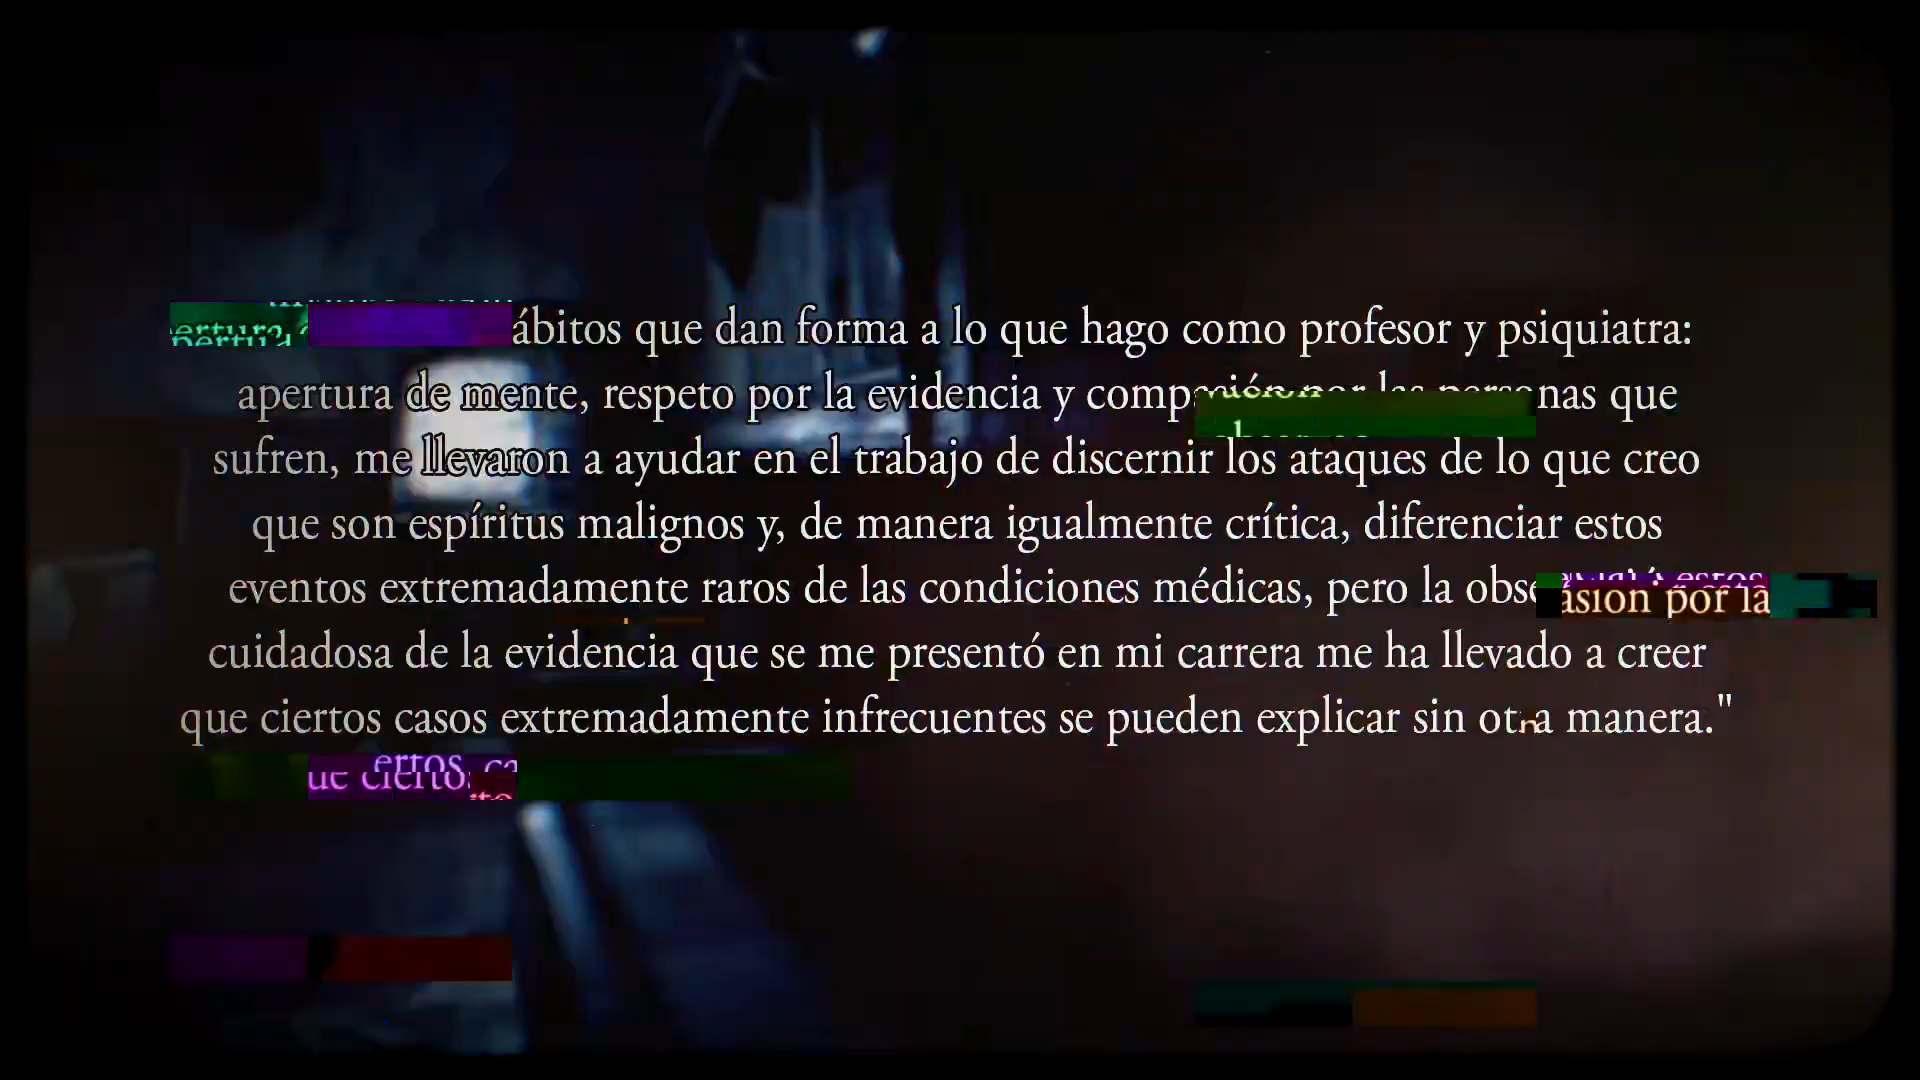 ábitos que dan forma a lo que hago como profesor y psiquiatra:
apertura de mente, respeto por la evidencia y nas que
sufren, me llevaron a ayudar en el trabajo de discernir los ataques de lo que creo
que son espíritus malignos y, de manera igualmente crítica, diferenciar estos
eventos extremadamente raros de las condiciones médicas, pero la obse
asion por la
cuidadosa de la evidencia que se me presentó en mi carrera me ha llevado a creer
que ciertos casos extremadamente infrecuentes se pueden explicar sin otra manera."